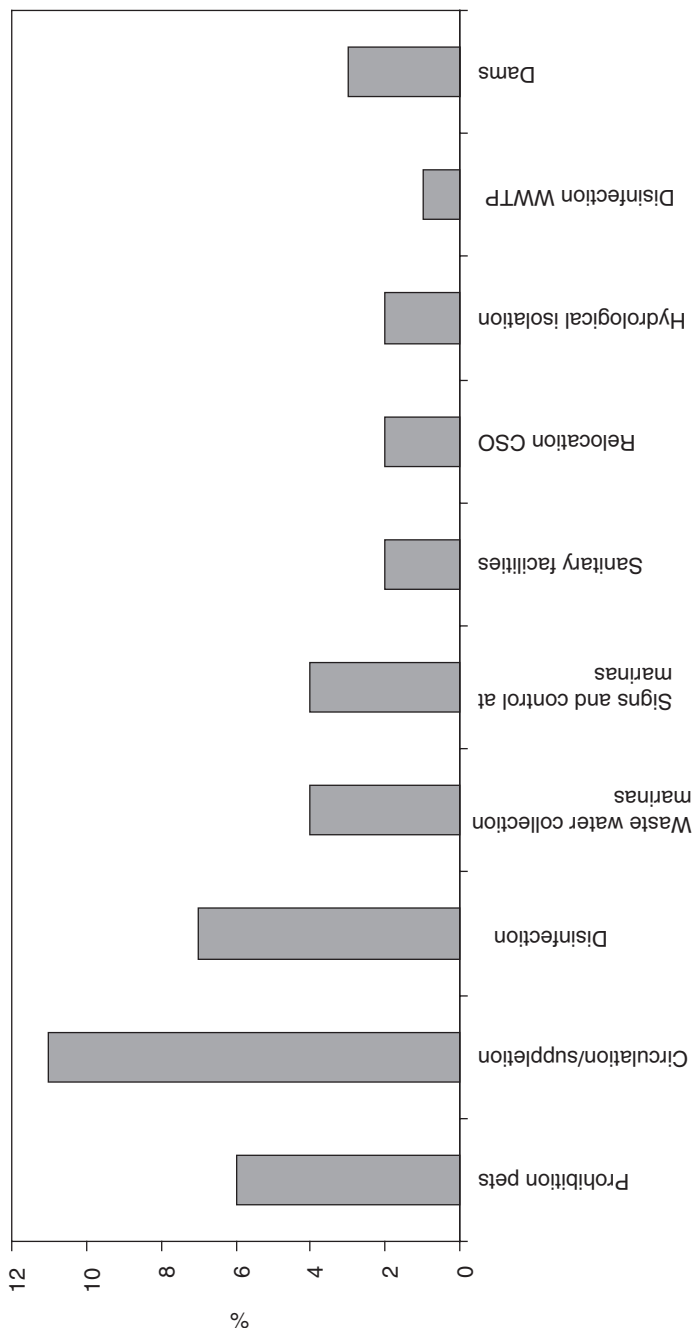 %
12
10
8
6
4
2
0
Prohibition pets
Circulation/suppletion
Disinfection
Waste water collection
marinas
Signs and control at
marinas
Sanitary facilities
Relocation CSO
Hydrological isolation
Disinfection WWTP
Dams